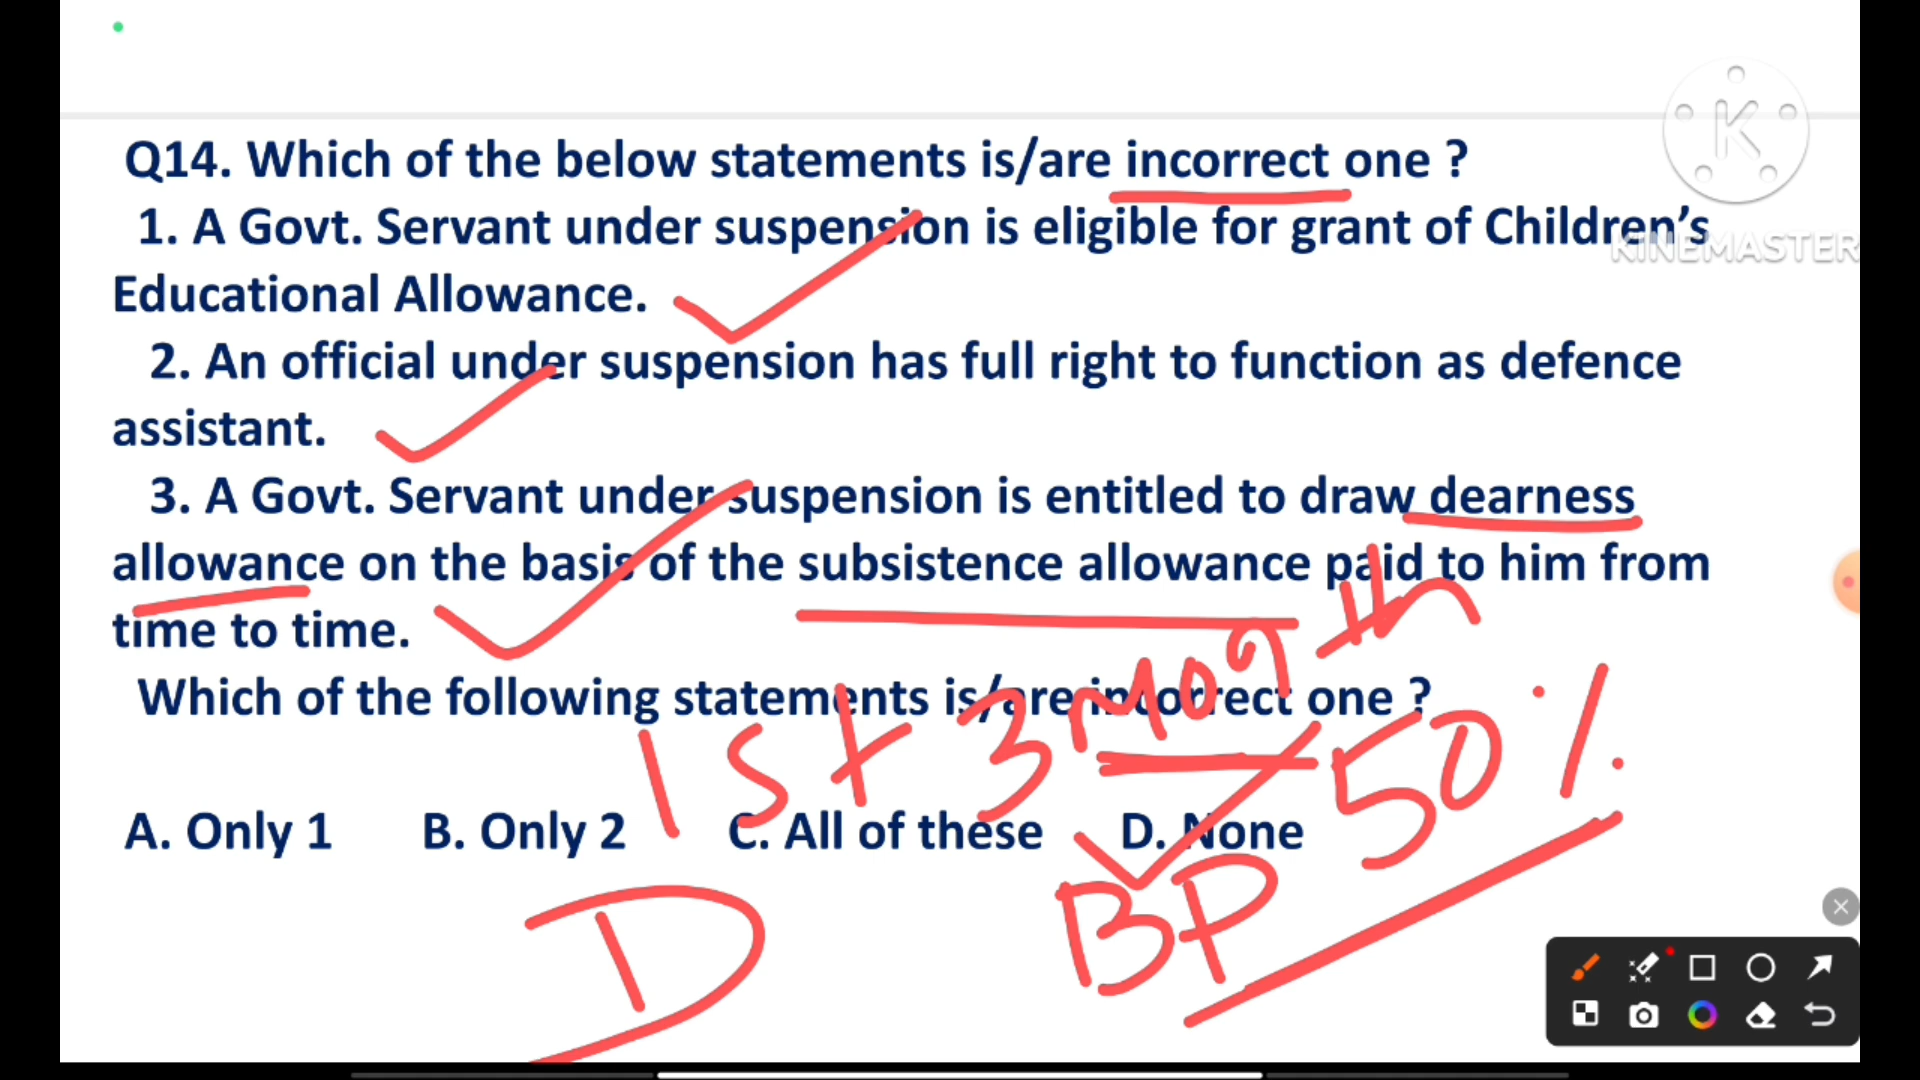 Q14. Which of the below statements is/are incorrect one ?
1. A Govt. Servant under suspension is eligible for grant of Children's
Educational Allowance.
2. An official under suspension has full right to function as defence
assistant.
3. A Govt. Servant under suspension is entitled to draw dearness
allowance on the basis of the subsistence allowance paid to him from
time to time.
Which of the following statements is/are incorrect one ?
1st 3 month
50%
A. Only 1 B. Only 2 C. All of these D. None
BP
D
K
KINEMASTER